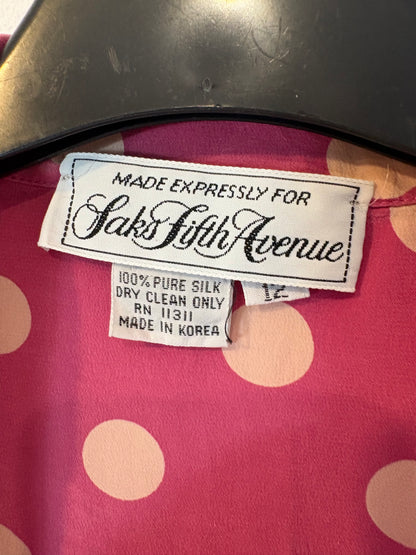 MADE EXPRESSLY FOR
Saks Fifth Avenue
100% PURE SILK
DRY CLEAN ONLY
RN 11311
MADE IN KOREA
12